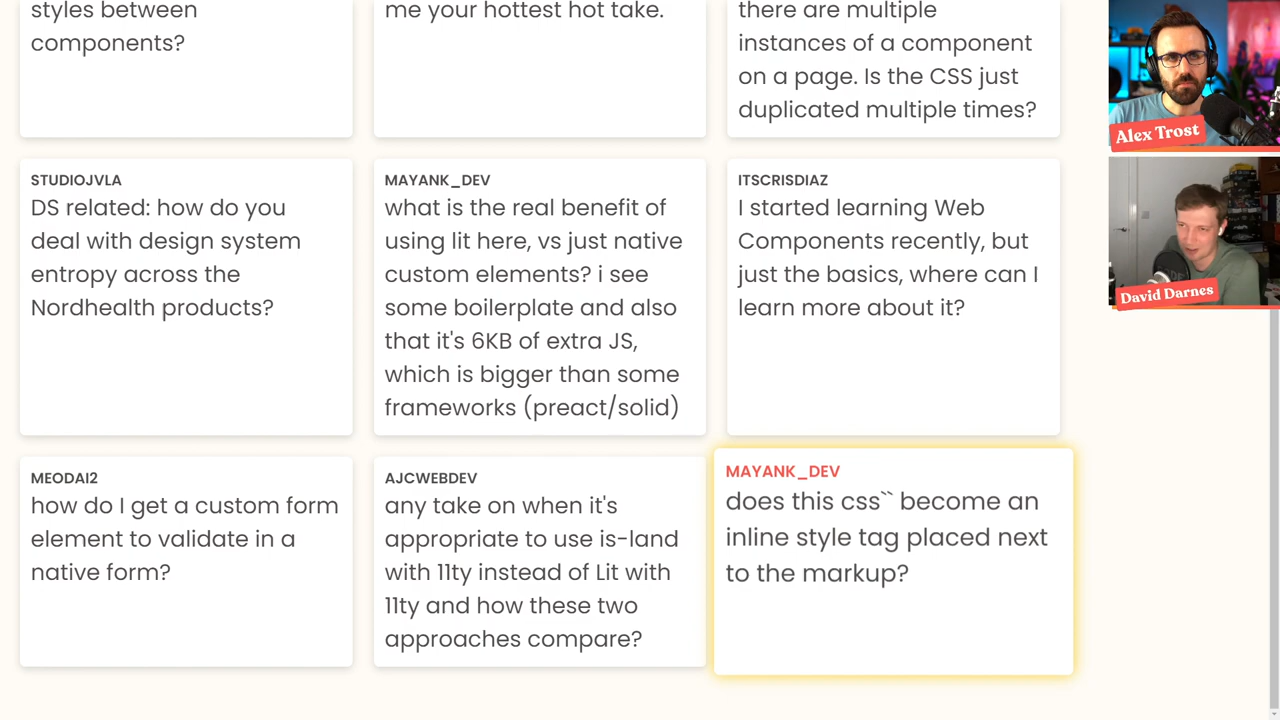 styles between
components?
me your hottest hot take.
there are multiple
instances of a component
on a page. Is the CSS just
duplicated multiple times?
STUDIOJVLA
DS related: how do you
deal with design system
entropy across the
Nordhealth products?
MAYANK_DEV
what is the real benefit of
using lit here, vs just native
custom elements? i see
some boilerplate and also
that it's 6KB of extra JS,
which is bigger than some
frameworks (preact/solid)
ITSCRISDIAZ
I started learning Web
Components recently, but
just the basics, where can I
learn more about it?
MEODAI2
how do I get a custom form
element to validate in a
native form?
AJCWEBDEV
any take on when it's
appropriate to use is-land
with 11ty instead of Lit with
11ty and how these two
approaches compare?
MAYANK_DEV
does this css`` become an
inline style tag placed next
to the markup?
Alex Trost
David Darnes